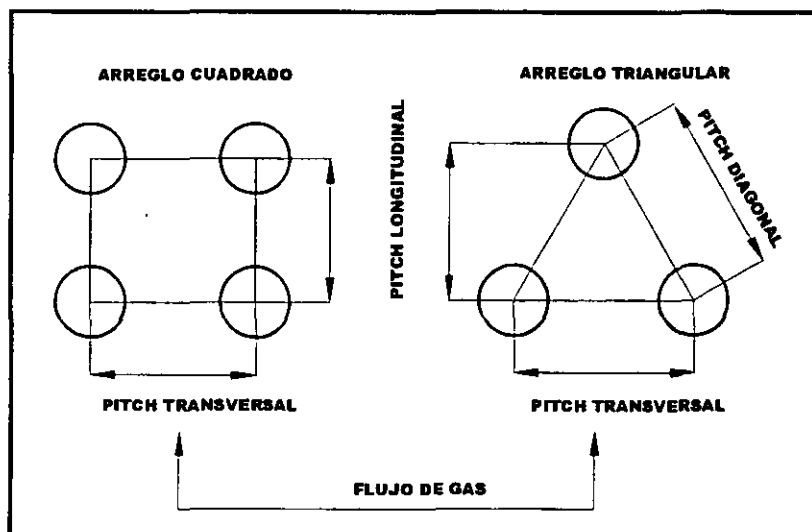 ARREGLO CUADRADO
ARREGLO TRIANGULAR
PITCH LONGITUDINAL
PITCH DIAGONAL
PITCH TRANSVERSAL
PITCH TRANSVERSAL
FLUJO DE GAS